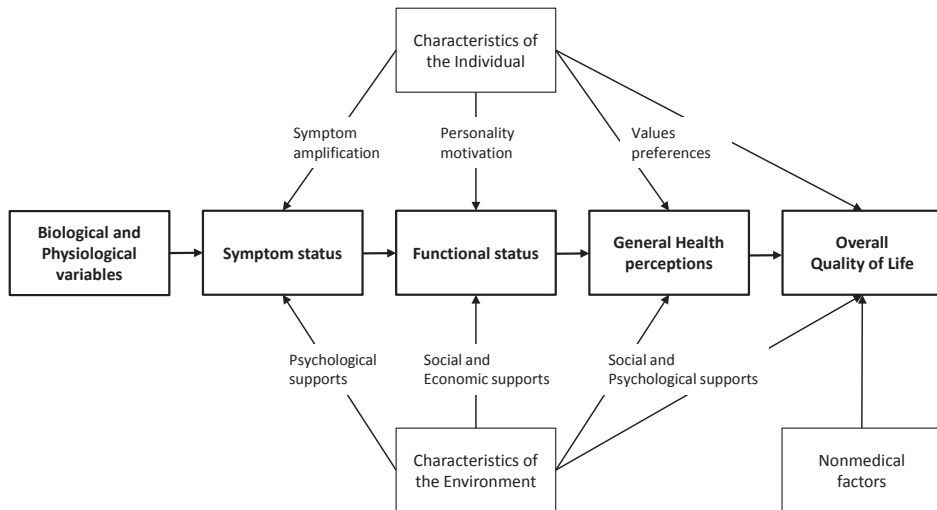 Characteristics of
the Individual
Symptom
amplification
Personality
motivation
Values
preferences
Biological and
Physiological
variables
Symptom status
Functional status
General Health
perceptions
Overall
Quality of Life
Psychological
supports
Social and
Economic supports
Social and
Psychological supports
Characteristics of
the Environment
Nonmedical
factors